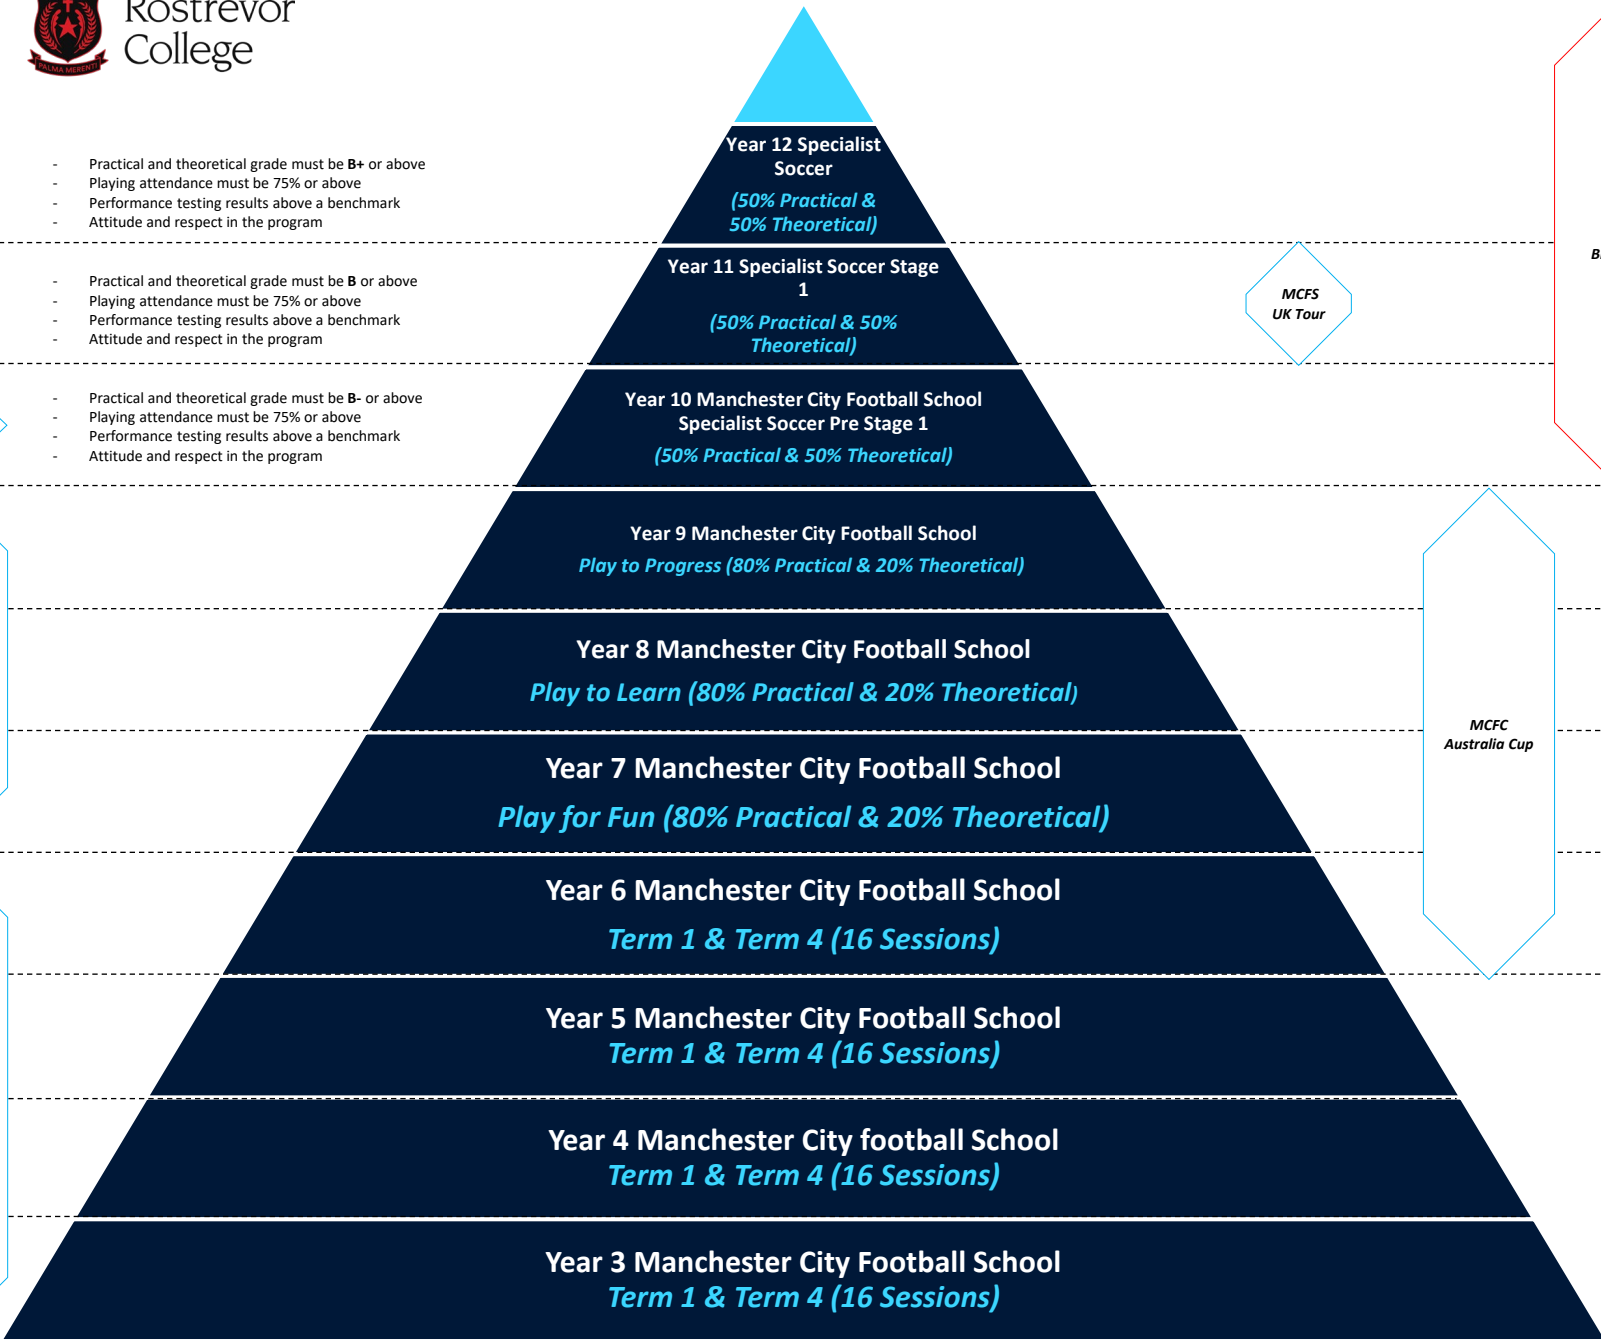 Rostrevor
College
PALMA MERENTI
- Practical and theoretical grade must be B+ or above
- Playing attendance must be 75% or above
- Performance testing results above a benchmark
- Attitude and respect in the program
Year 12 Specialist
Soccer
(50% Practical &
50% Theoretical)
- Practical and theoretical grade must be B or above
- Playing attendance must be 75% or above
- Performance testing results above a benchmark
- Attitude and respect in the program
Year 11 Specialist Soccer Stage
1
(50% Practical & 50%
Theoretical)
MCFS
UK Tour
- Practical and theoretical grade must be B- or above
- Playing attendance must be 75% or above
- Performance testing results above a benchmark
- Attitude and respect in the program
Year 10 Manchester City Football School
Specialist Soccer Pre Stage 1
(50% Practical & 50% Theoretical)
Year 9 Manchester City Football School
Play to Progress (80% Practical & 20% Theoretical)
Year 8 Manchester City Football School
Play to Learn (80% Practical & 20% Theoretical)
MCFC
Australia Cup
Year 7 Manchester City Football School
Play for Fun (80% Practical & 20% Theoretical)
Year 6 Manchester City Football School
Term 1 & Term 4 (16 Sessions)
Year 5 Manchester City Football School
Term 1 & Term 4 (16 Sessions)
Year 4 Manchester City football School
Term 1 & Term 4 (16 Sessions)
Year 3 Manchester City Football School
Term 1 & Term 4 (16 Sessions)